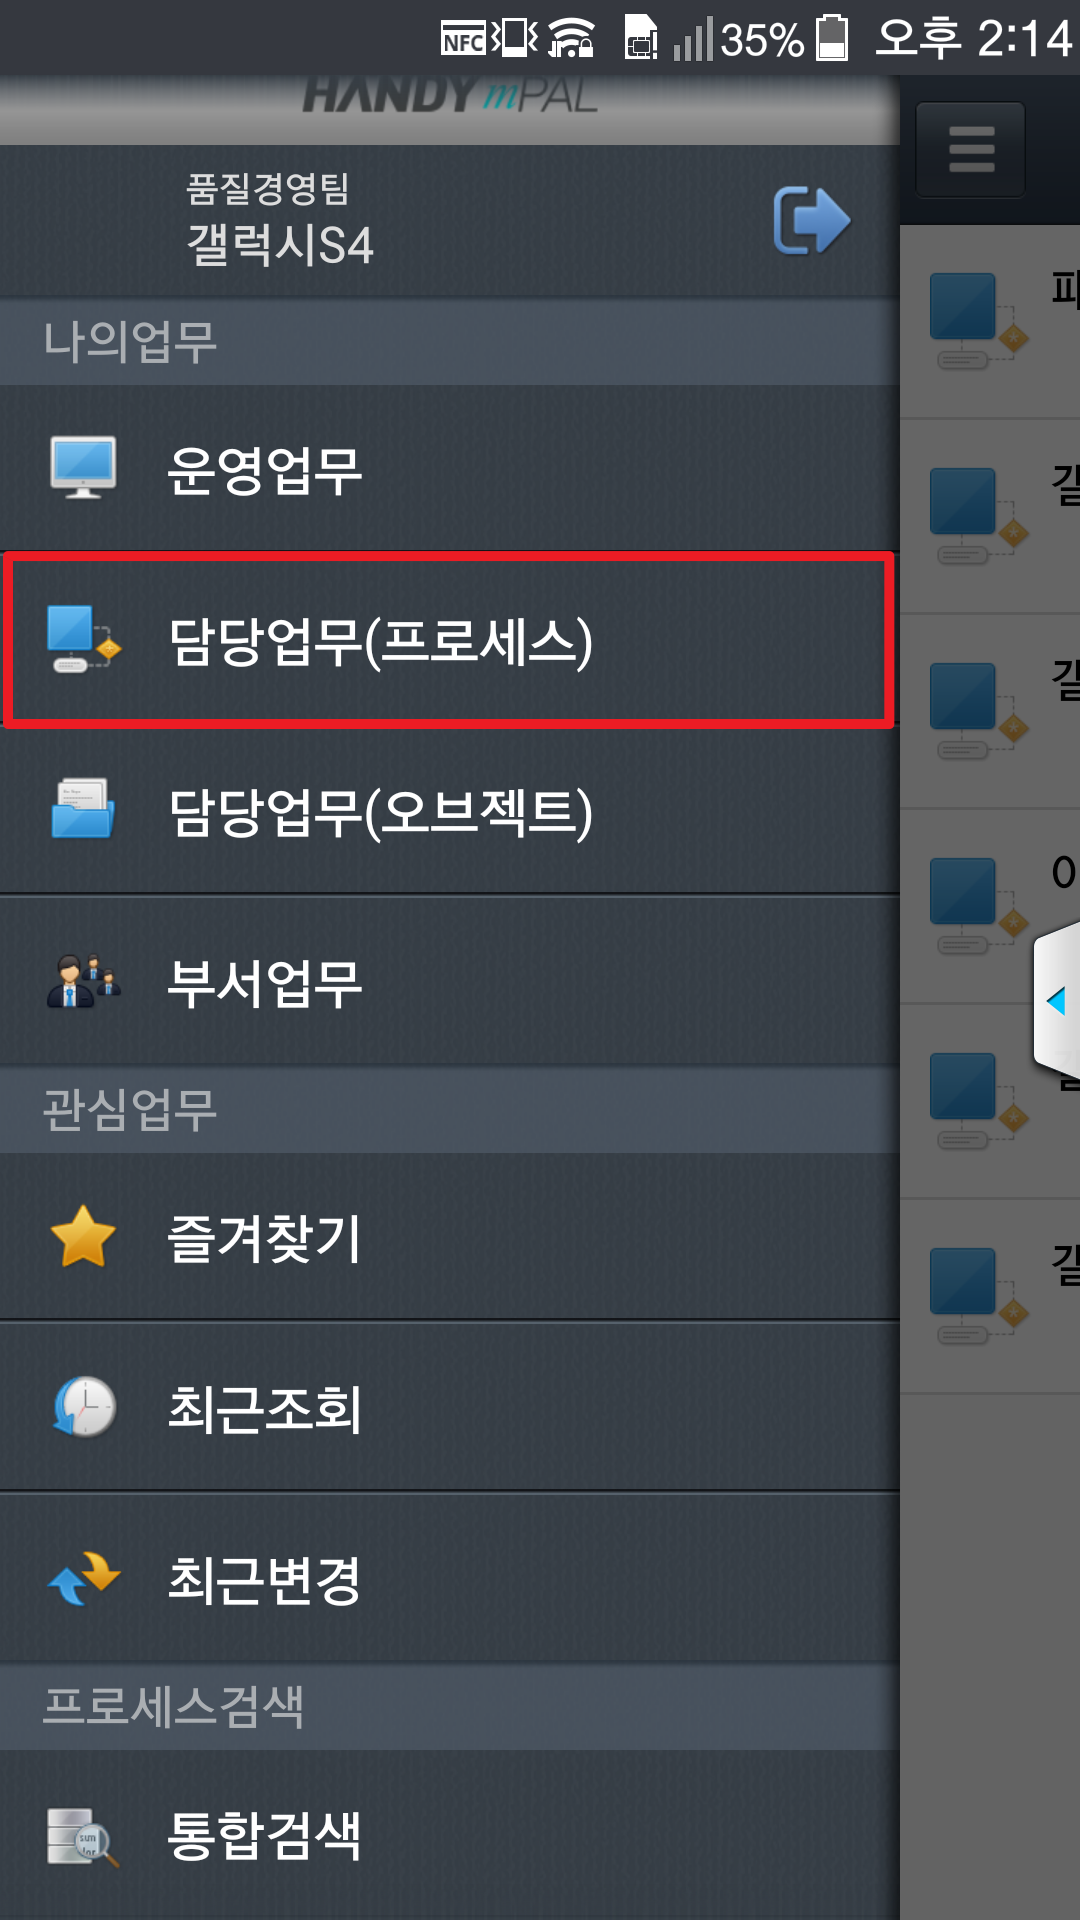 NFC 35% 오후 2:14
HANDY mPAL
품질경영팀
갤럭시S4
나의업무
운영업무
담당업무(프로세스)
담당업무(오브젝트)
부서업무
관심업무
즐겨찾기
최근조회
최근변경
프로세스검색
통합검색